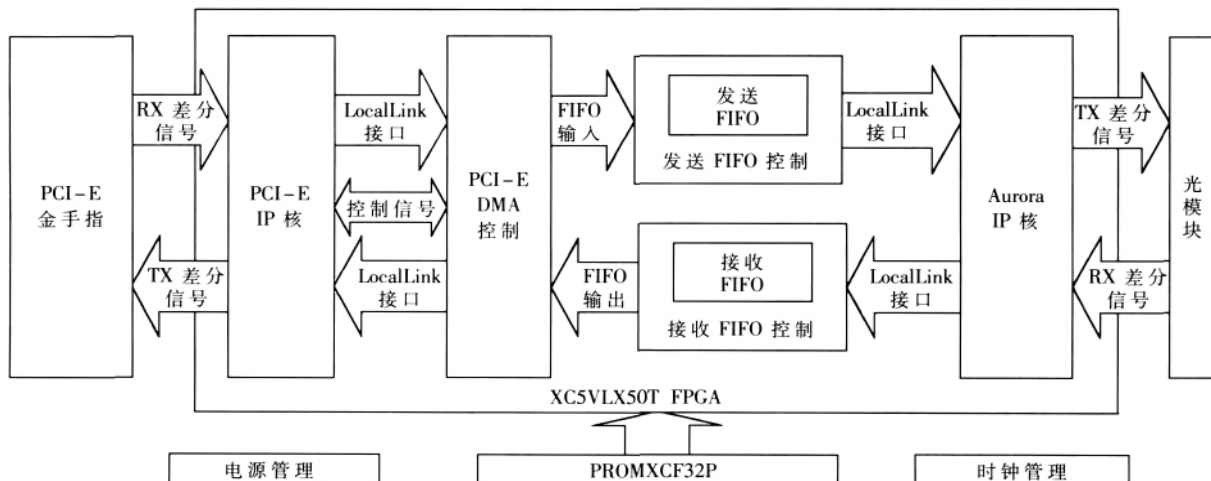 PCI-E
金手指
RX 差分
信号
TX 差分
信号
PCI-E
IP 核
LocalLink
接口
控制信号
LocalLink
接口
PCI-E
DMA
控制
FIFO
输入
FIFO
输出
发送
FIFO
发送 FIFO 控制
接收
FIFO
接收 FIFO 控制
LocalLink
接口
LocalLink
接口
Aurora
IP 核
TX 差分
信号
RX 差分
信号
光
模
块
XC5VLX50T FPGA
电源管理
PROMXCF32P
时钟管理